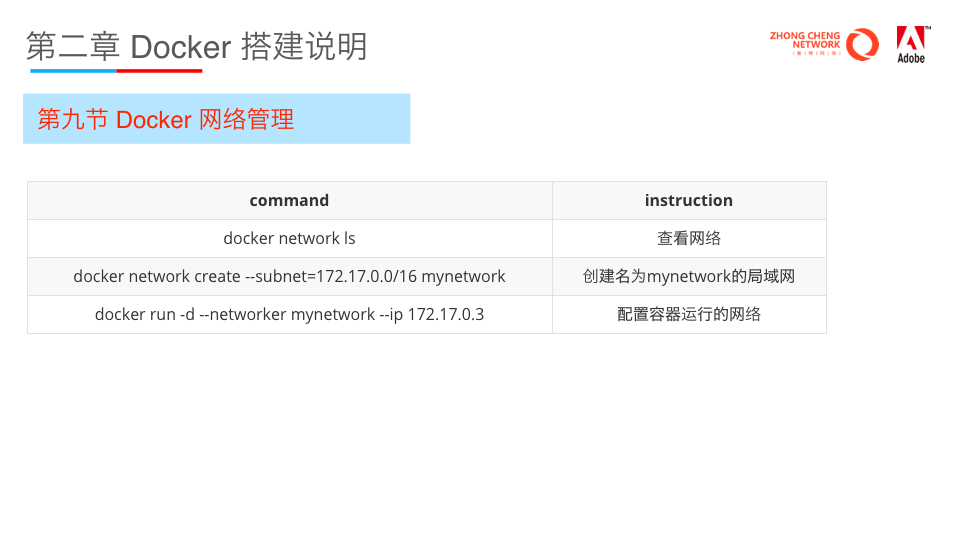 第二章 Docker 搭建说明
ZHONG CHENG
NETWORK
Adobe
第九节 Docker 网络管理
command instruction
docker network ls 查看网络
docker network create --subnet=172.17.0.0/16 mynetwork 创建名为mynetwork的局域网
docker run -d --networker mynetwork --ip 172.17.0.3 配置容器运行的网络